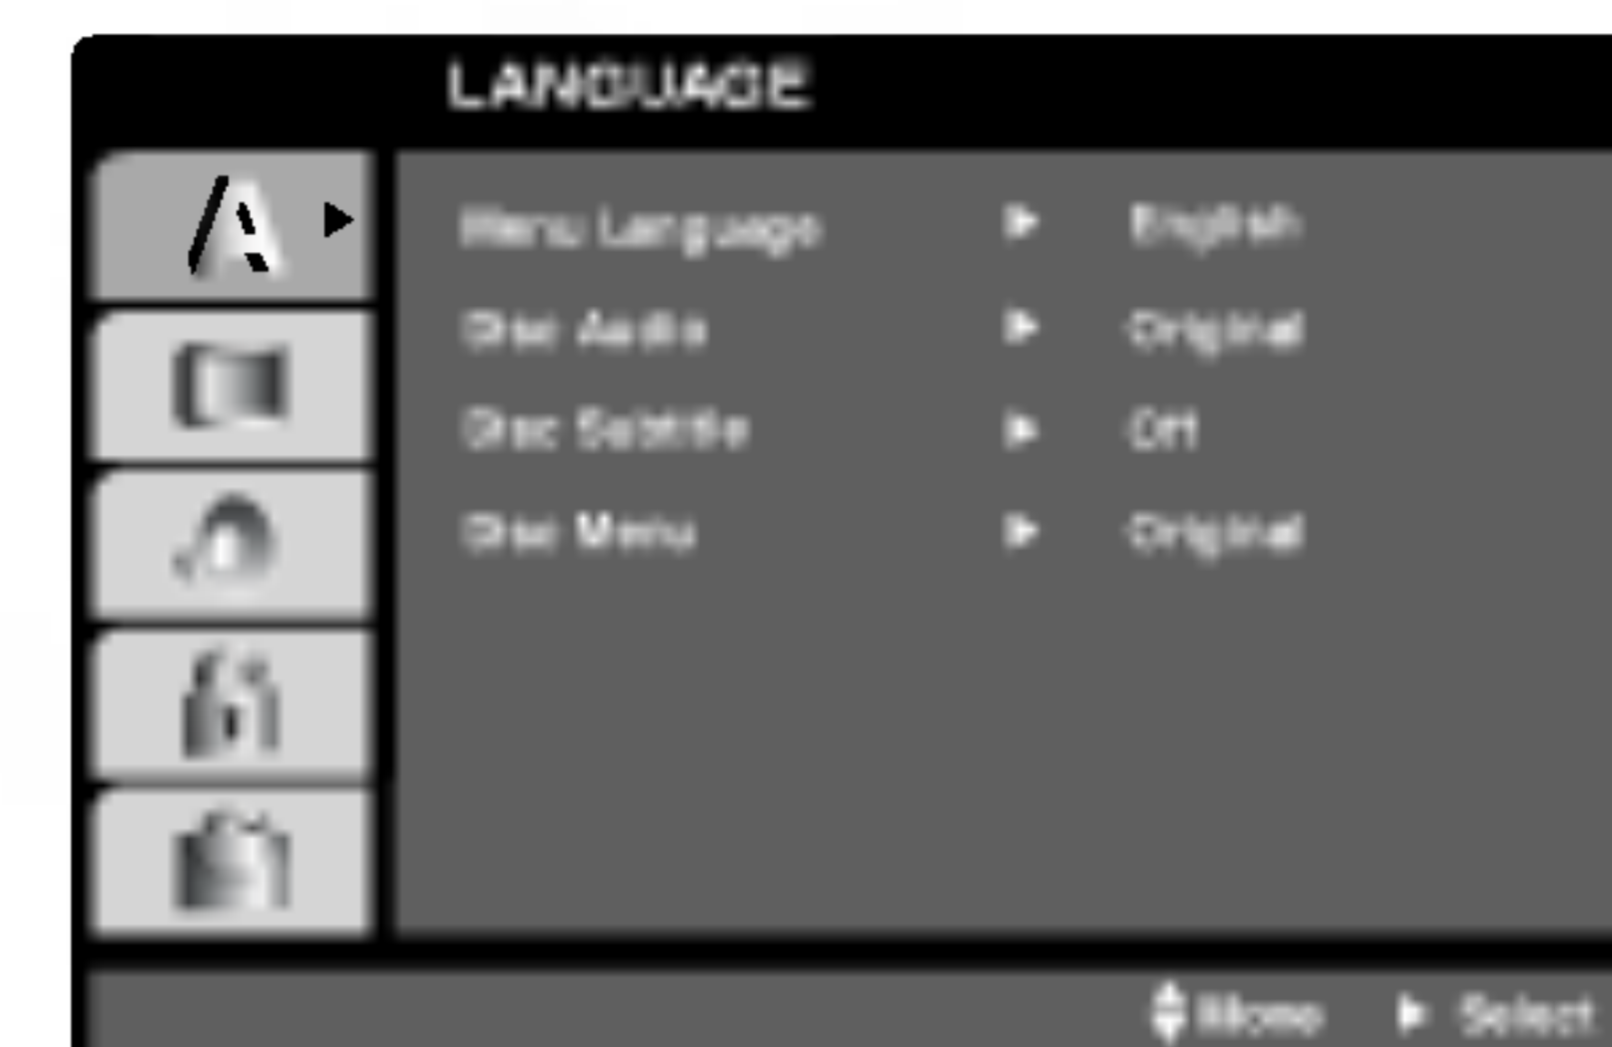 LANGUAGE
Menu Language ► English
Disc Audio ► Original
Disc Subtitle ► Off
Disc Menu ► Original
Move ► Select